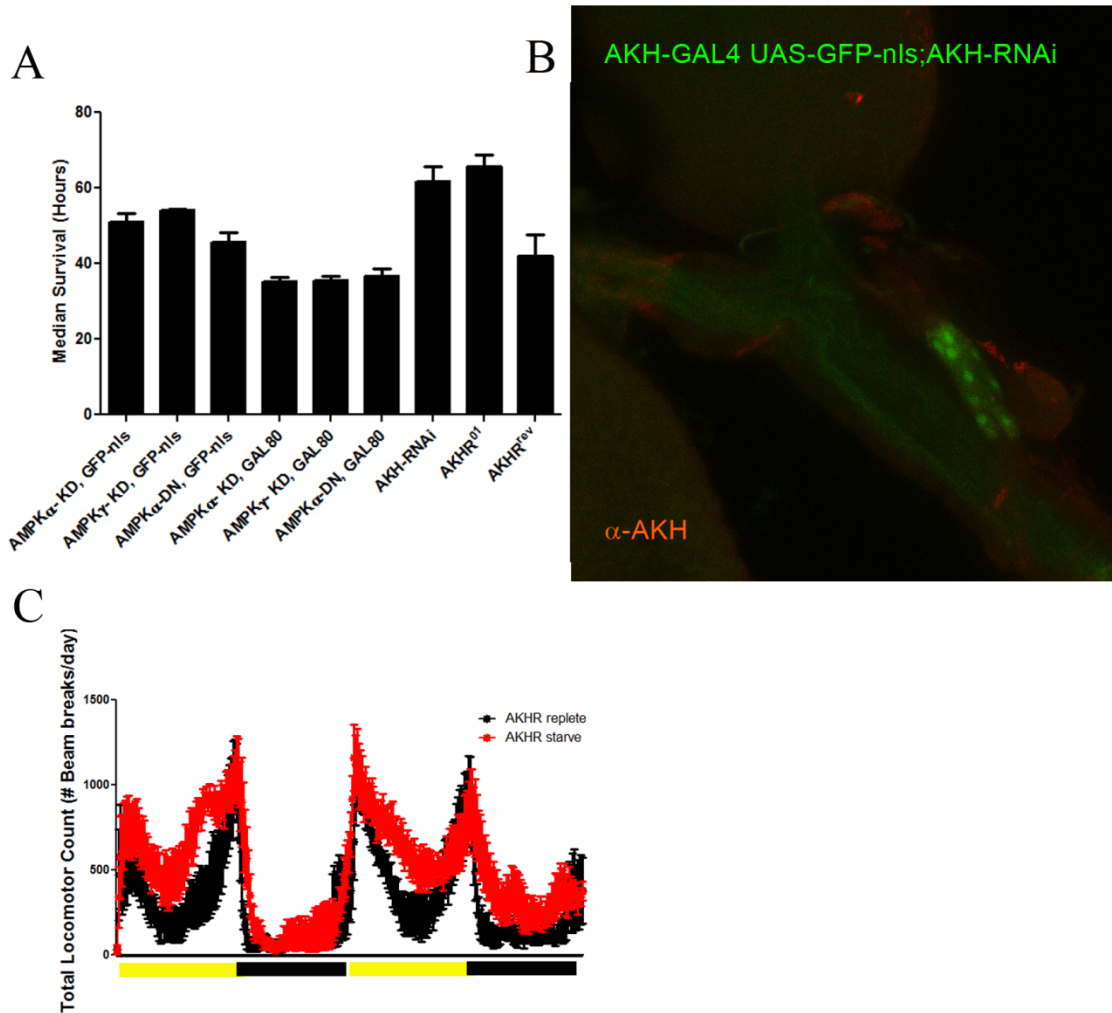 A
B
AKH-GAL4 UAS-GFP-nls;AKH-RNAi
α-AKH
Median Survival (Hours)
80
60
40
20
0
AMPKα- KD, GFP-nls
AMPKγ- KD, GFP-nls
AMPKα-DN, GFP-nls
AMPKα- KD, GAL80
AMPKγ- KD, GAL80
AMPKα-DN, GAL80
AKH-RNAi
AKHR01
AKHRrev
C
Total Locomotor Count (# Beam breaks/day)
1500
1000
500
0
AKHR replete
AKHR starve